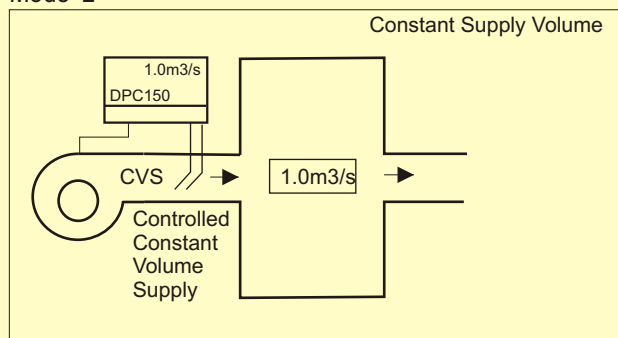 Mode 2
Constant Supply Volume
1.0m3/s
DPC150
CVS
1.0m3/s
Controlled
Constant
Volume
Supply